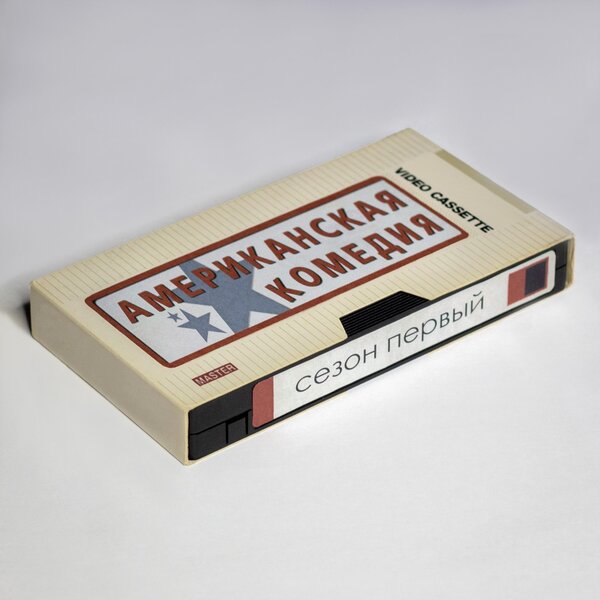 VIDEO CASSETTE
АМЕРИКАНСКАЯ
КОМЕДИЯ
MASTER
сезон первый